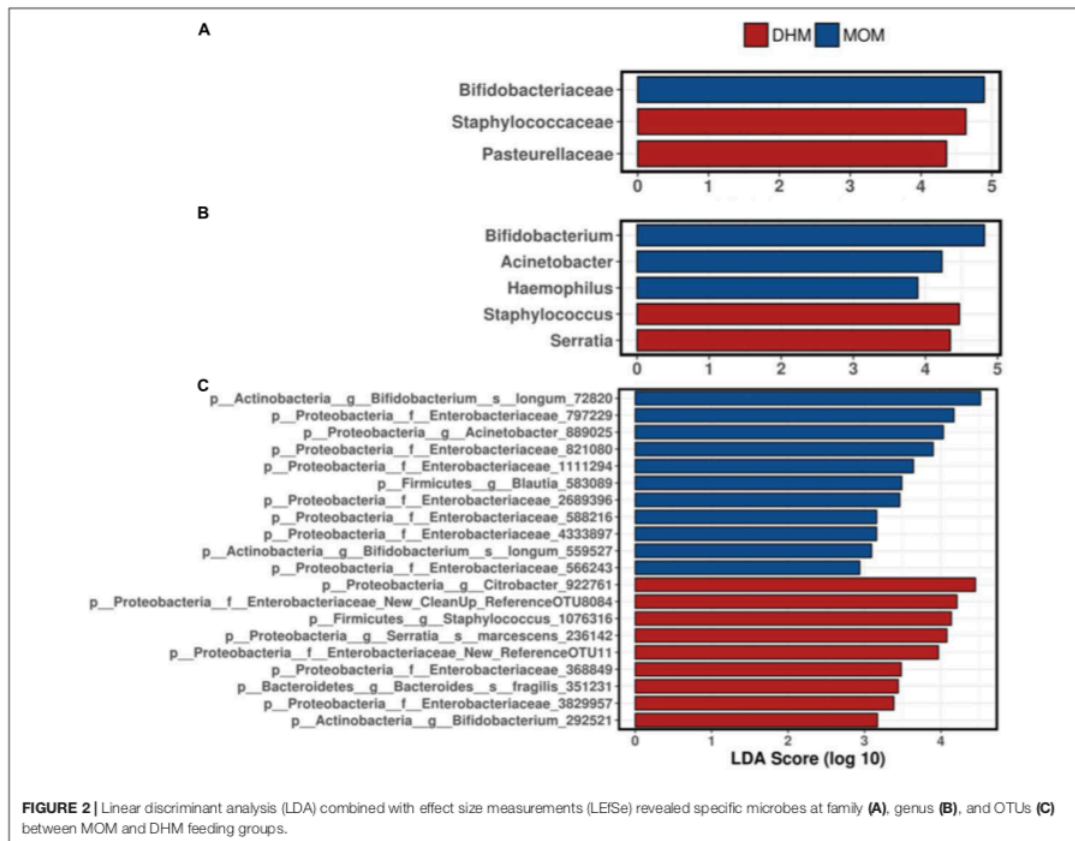 A
DHM MOM
Bifidobacteriaceae
Staphylococcaceae
Pasteurellaceae
0 1 2 3 4 5
B
Bifidobacterium
Acinetobacter
Haemophilus
Staphylococcus
Serratia
0 1 2 3 4 5
C
p__Actinobacteria__g__Bifidobacterium__s__longum_72820
p__Proteobacteria__f__Enterobacteriaceae_797229
p__Proteobacteria__g__Acinetobacter_889025
p__Proteobacteria__f__Enterobacteriaceae_821080
p__Proteobacteria__f__Enterobacteriaceae_1111294
p__Firmicutes__g__Blautia_583089
p__Proteobacteria__f__Enterobacteriaceae_2689396
p__Proteobacteria__f__Enterobacteriaceae_588216
p__Proteobacteria__f__Enterobacteriaceae_4333897
p__Actinobacteria__g__Bifidobacterium__s__longum_559527
p__Proteobacteria__f__Enterobacteriaceae_566243
p__Proteobacteria__g__Citrobacter_922761
p__Proteobacteria__f__Enterobacteriaceae_New_CleanUp_ReferenceOTU8084
p__Firmicutes__g__Staphylococcus_1076316
p__Proteobacteria__g__Serratia__s__marcescens_236142
p__Proteobacteria__f__Enterobacteriaceae_New_ReferenceOTU11
p__Proteobacteria__f__Enterobacteriaceae_368849
p__Bacteroidetes__g__Bacteroides__s__fragilis_351231
p__Proteobacteria__f__Enterobacteriaceae_3829957
p__Actinobacteria__g__Bifidobacterium_292521
0 1 2 3 4
LDA Score (log 10)
FIGURE 2 | Linear discriminant analysis (LDA) combined with effect size measurements (LEfSe) revealed specific microbes at family (A), genus (B), and OTUs (C)
between MOM and DHM feeding groups.